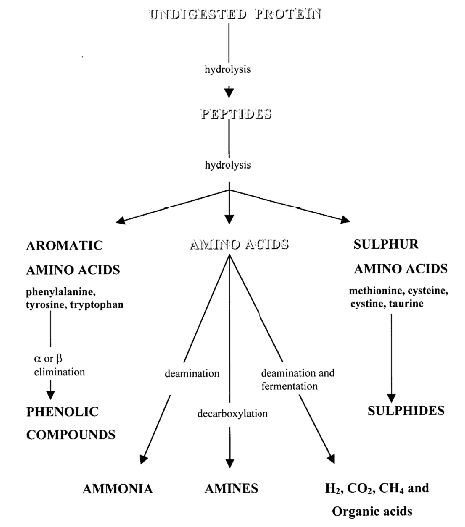 UNDIGESTED PROTEIN
hydrolysis
PEPTIDES
hydrolysis
AROMATIC
AMINO ACIDS
phenylalanine,
tyrosine, tryptophan
AMINO ACIDS
SULPHUR
AMINO ACIDS
methionine, cysteine,
cystine, taurine
α or β
elimination
deamination
deamination and
fermentation
decarboxylation
PHENOLIC
COMPOUNDS
SULPHIDES
AMMONIA
AMINES
H₂, CO₂, CH₄ and
Organic acids